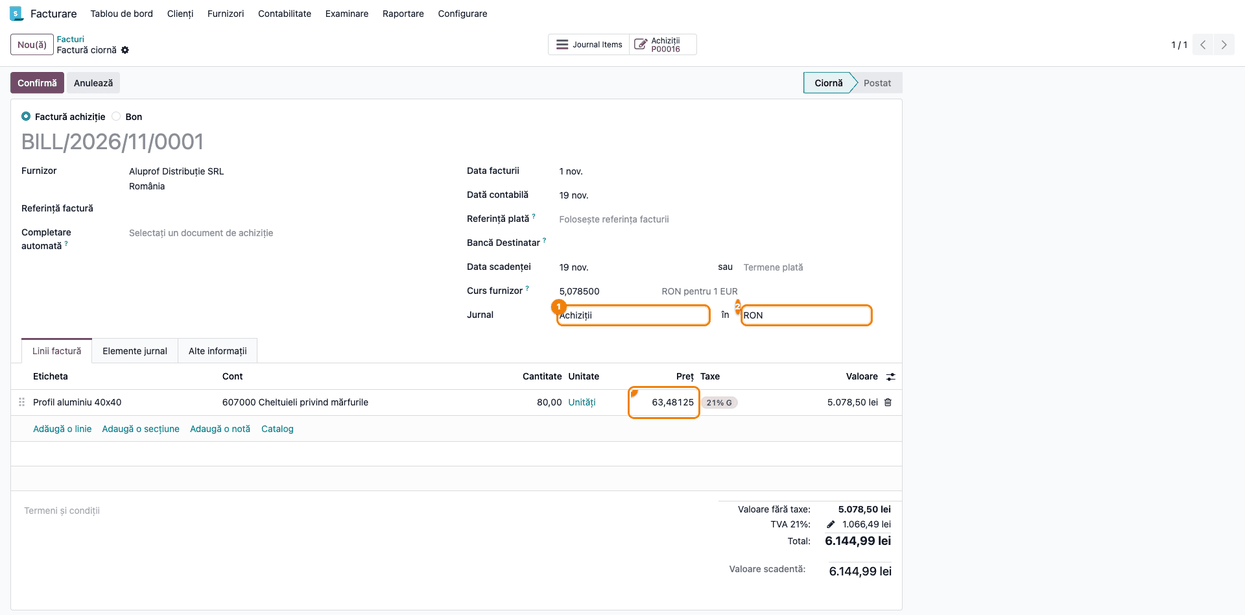 Facturare Tablou de bord Clienți Furnizori Contabilitate Examinare Raportare Configurare
Nou(ă) Facturi
Factură ciornă
Journal Items
Achiziții
P00016
1 / 1
Confirmă Anulează
Ciornă Postat
Factură achiziție Bon
BILL/2026/11/0001
Furnizor Aluprof Distribuție SRL
România
Referință factură
Completare automată ? Selectați un document de achiziție
Data facturii 1 nov.
Dată contabilă 19 nov.
Referință plată ? Folosește referința facturii
Bancă Destinatar ?
Data scadenței 19 nov. sau Termene plată
Curs furnizor ? 5,078500 RON pentru 1 EUR
1 2
Jurnal Achiziții în RON
Linii factură Elemente jurnal Alte informații
Eticheta Cont Cantitate Unitate Preț Taxe Valoare
Profil aluminiu 40x40 607000 Cheltuieli privind mărfurile 80,00 Unități 63,48125 21% G 5.078,50 lei
Adăugă o linie Adaugă o secțiune Adaugă o notă Catalog
Termeni și condiții
Valoare fără taxe: 5.078,50 lei
TVA 21%: 1.066,49 lei
Total: 6.144,99 lei
Valoare scadentă: 6.144,99 lei